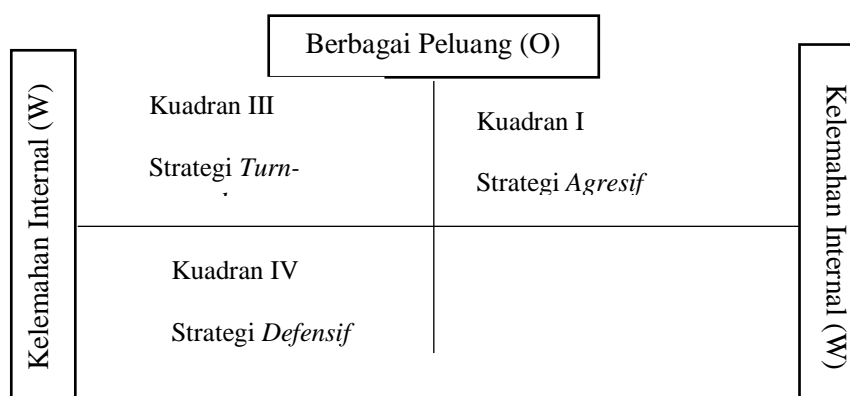 Berbagai Peluang (O)
Kelemahan Internal (W)
Kuadran III
Strategi Turn-
Kuadran I
Strategi Agresif
Kelemahan Internal (W)
Kuadran IV
Strategi Defensif